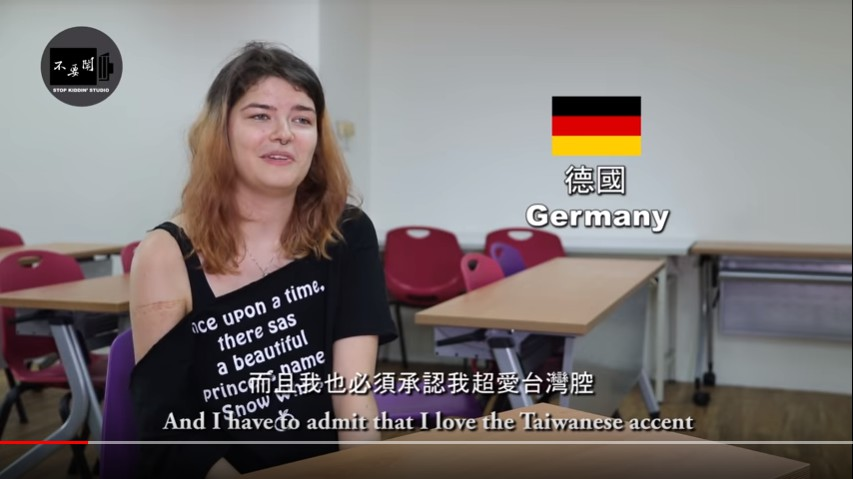 不要鬧
STOP KIDDIN' STUDIO
德國
Germany
nce upon a time,
there sas
a beautiful
Princess name
Snow
而且我也必須承認我超愛台灣腔
And I have to admit that I love the Taiwanese accent